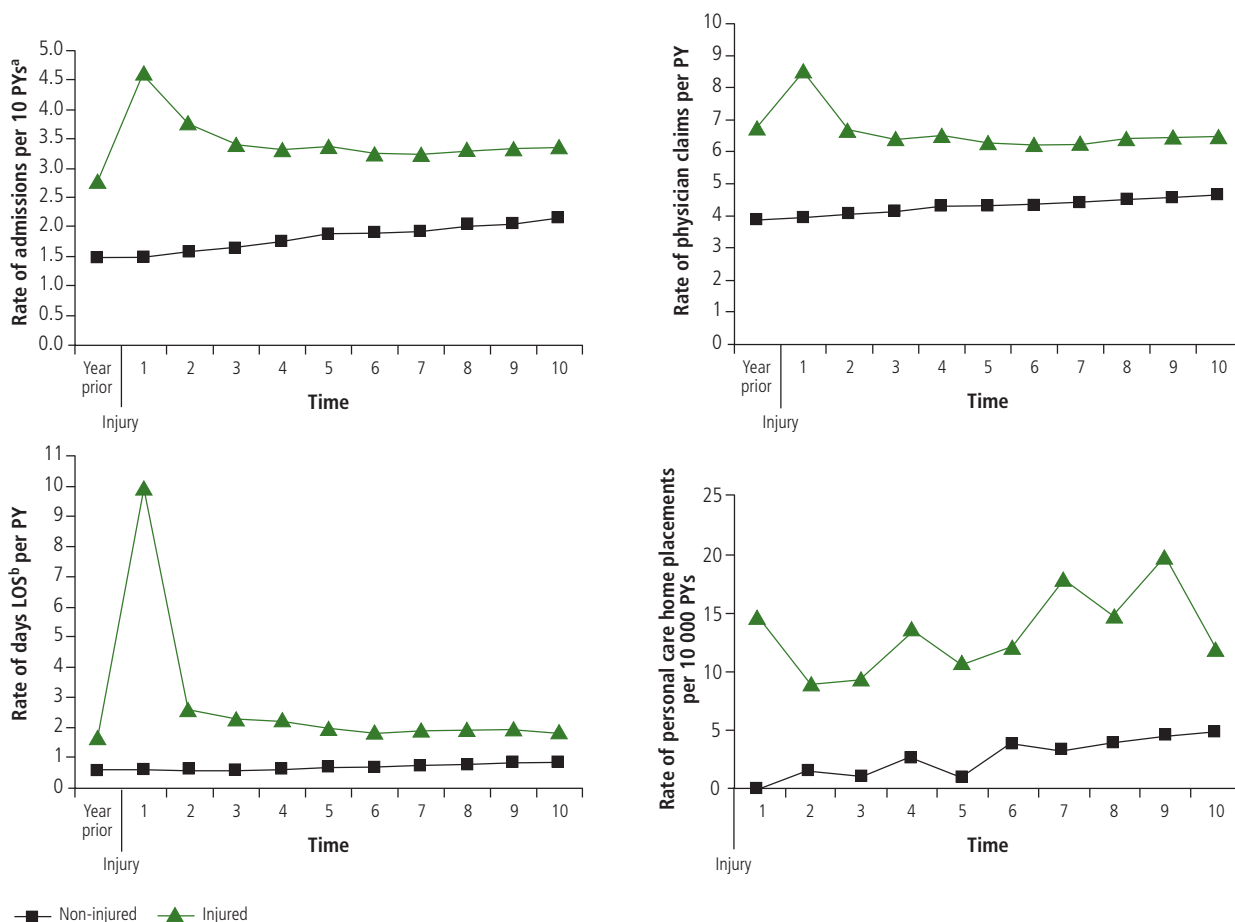 Rate of admissions per 10 PYsª
5.0
4.5
4.0
3.5
3.0
2.5
2.0
1.5
1.0
0.5
0.0
Year prior
1 2 3 4 5 6 7 8 9 10
Injury
Time
Rate of physician claims per PY
10
9
8
7
6
5
4
3
2
1
0
Year prior
1 2 3 4 5 6 7 8 9 10
Injury
Time
Rate of days LOSᵇ per PY
11
10
9
8
7
6
5
4
3
2
1
0
Year prior
1 2 3 4 5 6 7 8 9 10
Injury
Time
Rate of personal care home placements
per 10 000 PYs
25
20
15
10
5
0
1 2 3 4 5 6 7 8 9 10
Injury
Time
Non-injured Injured